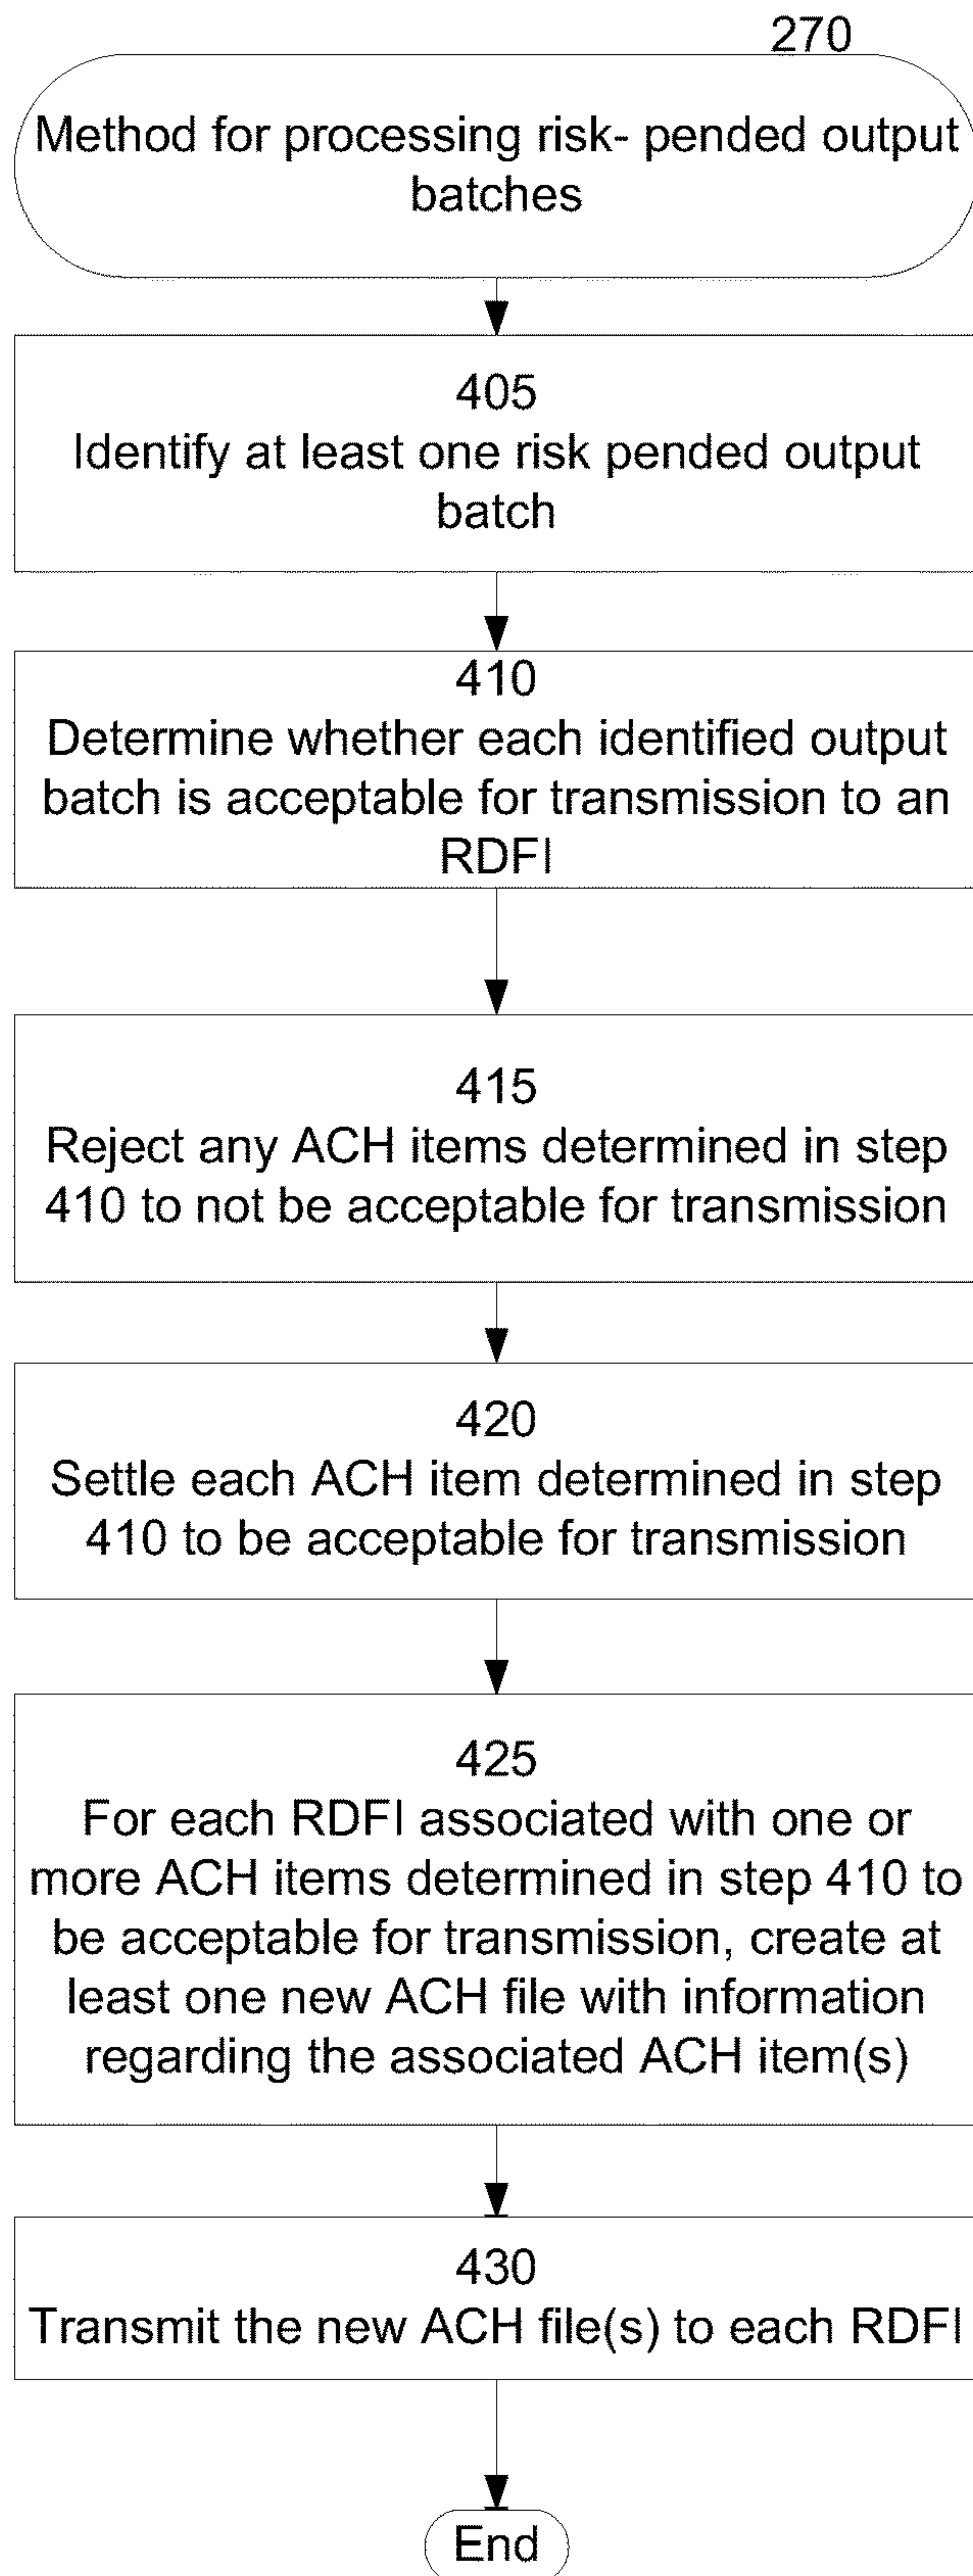 270
Method for processing risk- pended output
batches
405
Identify at least one risk pended output
batch
410
Determine whether each identified output
batch is acceptable for transmission to an
RDFI
415
Reject any ACH items determined in step
410 to not be acceptable for transmission
420
Settle each ACH item determined in step
410 to be acceptable for transmission
425
For each RDFI associated with one or
more ACH items determined in step 410 to
be acceptable for transmission, create at
least one new ACH file with information
regarding the associated ACH item(s)
430
Transmit the new ACH file(s) to each RDFI
End